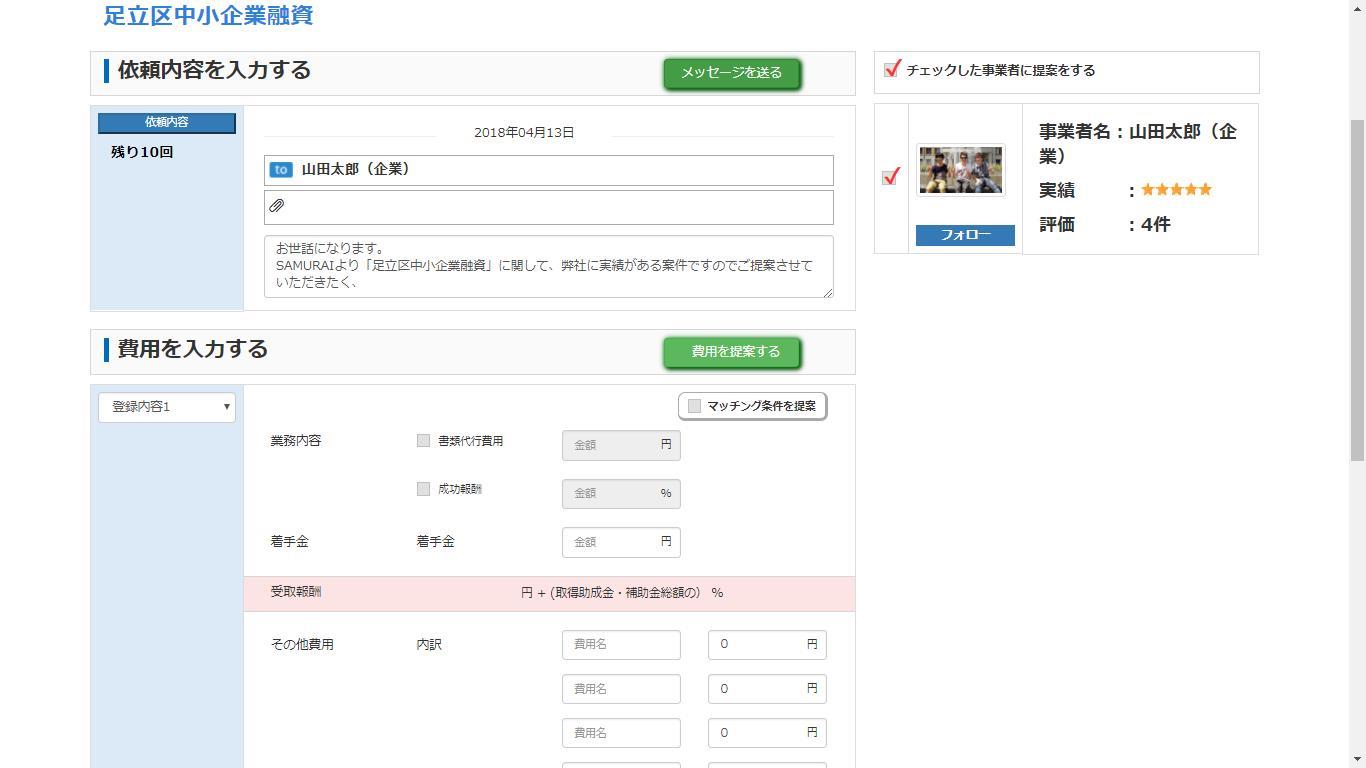 足立区中小企業融資
依頼内容を入力する
メッセージを送る
依頼内容
残り10回
2018年04月13日
to 山田太郎（企業）
お世話になります。
SAMURAIより「足立区中小企業融資」に関して、弊社に実績がある案件ですのでご提案させて
いただきたく、
チェックした事業者に提案をする
フォロー
事業者名：山田太郎（企
業）
実績 ：★★★★★
評価 ：4件
費用を入力する
費用を提案する
登録内容1
マッチング条件を提案
業務内容 書類代行費用 金額 円
成功報酬 金額 %
着手金 着手金 金額 円
受取報酬 円 + (取得助成金・補助金総額の） %
その他費用 内訳 費用名 0 円
費用名 0 円
費用名 0 円